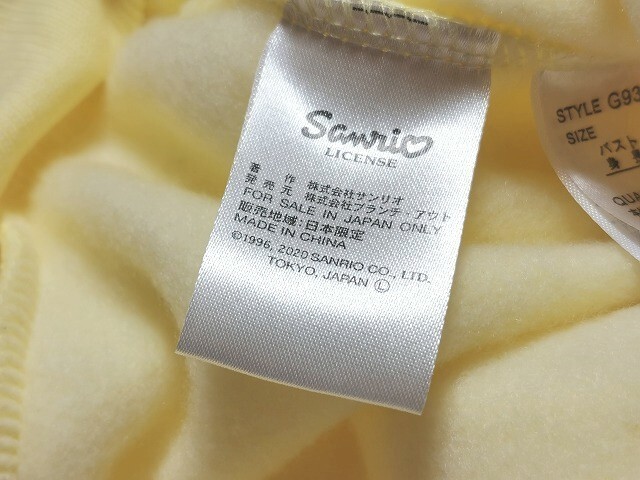 Sanrio
LICENSE
著 作 株式会社サンリオ
発 売 元 株式会社ブランチ・アウト
FOR SALE IN JAPAN ONLY
販売地域:日本限定
MADE IN CHINA
©1996, 2020 SANRIO CO., LTD.
TOKYO, JAPAN Ⓛ
STYLE G93
SIZE
バスト
身
QUA